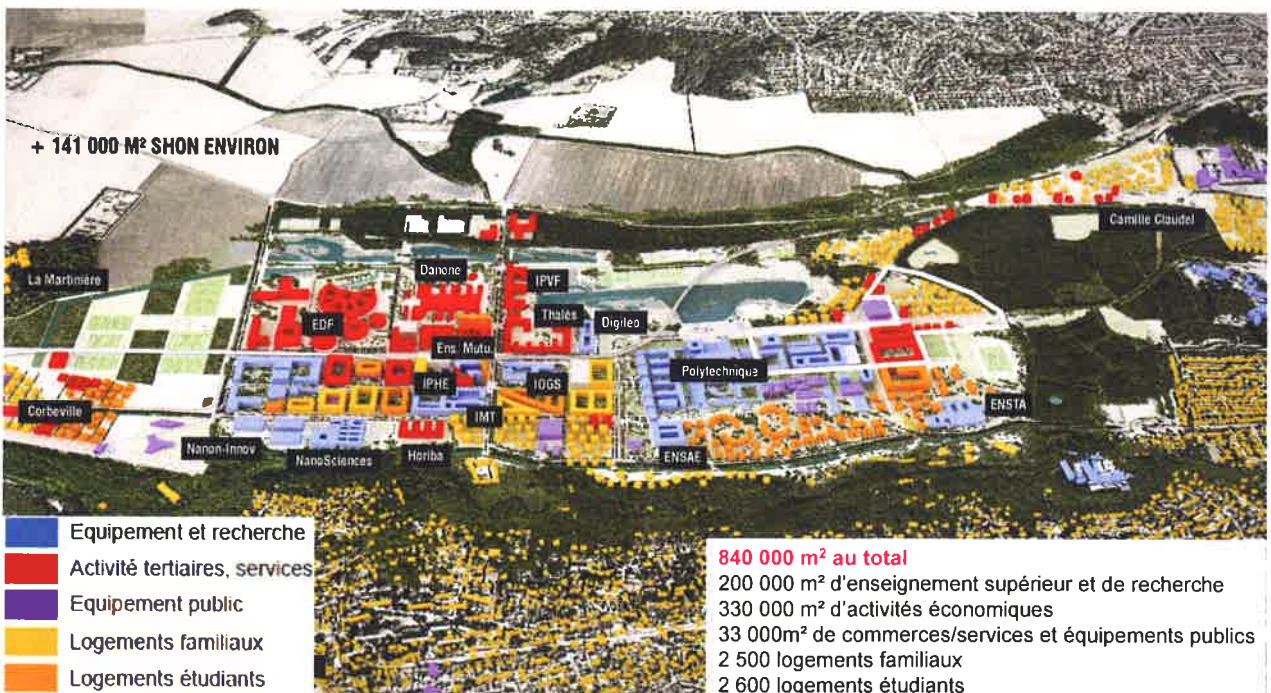 + 141 000 M² SHON ENVIRON
Camille Claudel
La Martinière
Danone
IPVF
EDF
Thalès
Digiteo
Ens. Mutu.
Polytechnique
IPHE
IOGS
Corbeville
IMT
ENSTA
Nanon-Innov
NanoSciences
Horiba
ENSAE
Equipement et recherche
Activité tertiaires, services
Equipement public
Logements familiaux
Logements étudiants
840 000 m² au total
200 000 m² d'enseignement supérieur et de recherche
330 000 m² d'activités économiques
33 000m² de commerces/services et équipements publics
2 500 logements familiaux
2 600 logements étudiants